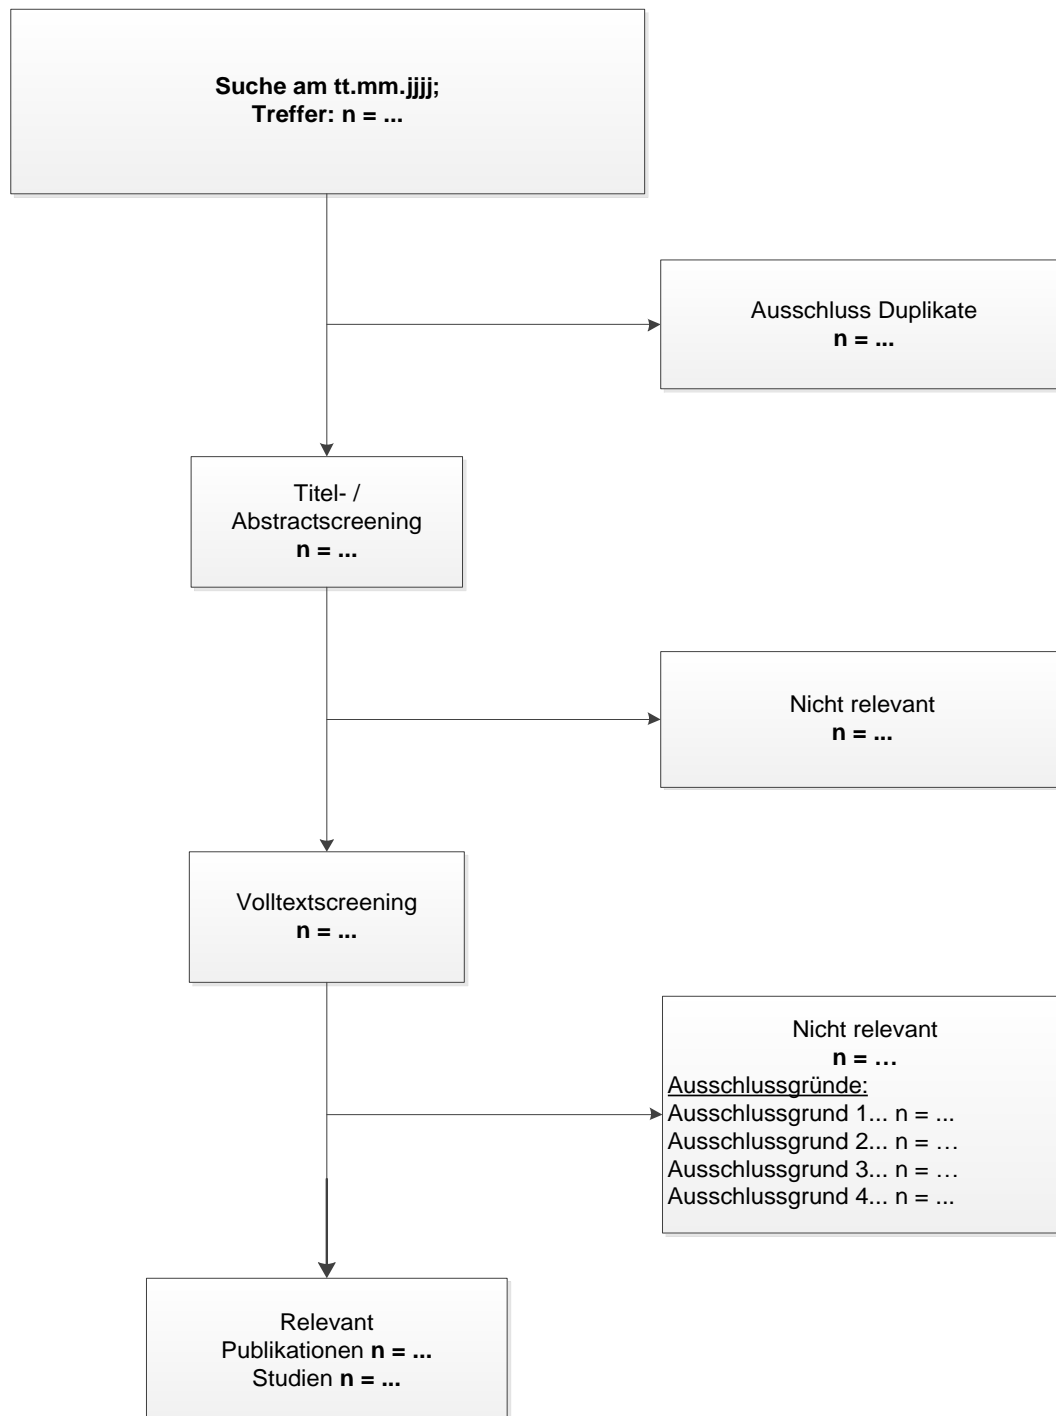 Suche am tt.mm.jjjj;
Treffer: n = ...
Ausschluss Duplikate
n = ...
Titel- /
Abstractscreening
n = ...
Nicht relevant
n = ...
Volltextscreening
n = ...
Nicht relevant
n = …
Ausschlussgründe:
Ausschlussgrund 1... n = ...
Ausschlussgrund 2... n = …
Ausschlussgrund 3... n = …
Ausschlussgrund 4... n = ...
Relevant
Publikationen n = ...
Studien n = ...